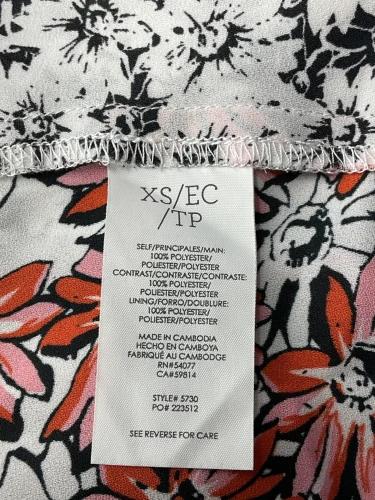 XS/EC
/TP
SELF/PRINCIPALES/MAIN:
100% POLYESTER/
POLIESTER/POLYESTER
CONTRAST/CONTRASTE/CONTRASTE:
100% POLYESTER/
POLIESTER/POLYESTER
LINING/FORRO/DOUBLURE:
100% POLYESTER/
POLIESTER/POLYESTER
MADE IN CAMBODIA
HECHO EN CAMBOYA
FABRIQUÉ AU CAMBODGE
RN#54077
CA#59814
STYLE# 5730
PO# 223512
SEE REVERSE FOR CARE